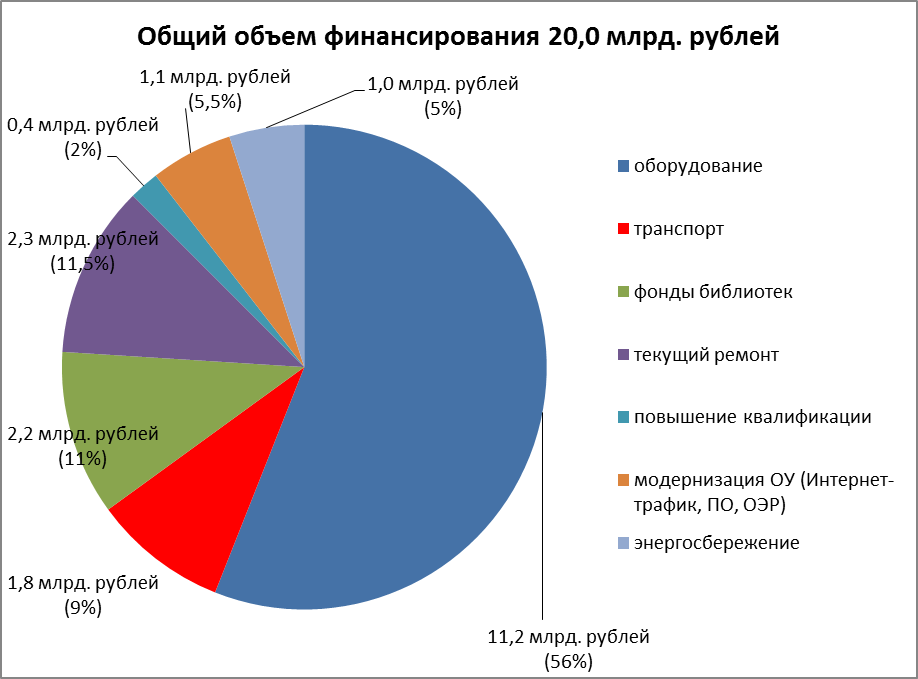 Общий объем финансирования 20,0 млрд. рублей
1,1 млрд. рублей
(5,5%)
1,0 млрд. рублей
(5%)
0,4 млрд. рублей
(2%)
2,3 млрд. рублей
(11,5%)
2,2 млрд. рублей
(11%)
1,8 млрд. рублей
(9%)
11,2 млрд. рублей
(56%)
оборудование
транспорт
фонды библиотек
текущий ремонт
повышение квалификации
модернизация ОУ (Интернет-
трафик, ПО, ОЭР)
энергосбережение